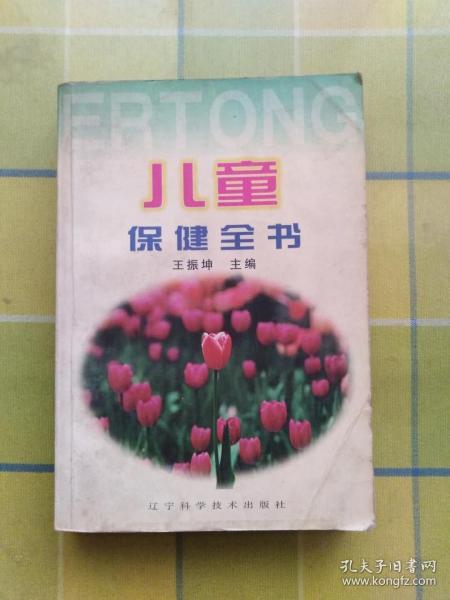 ERTONG
儿童
保健全书
王振坤 主编
辽宁科学技术出版社
孔夫子旧书网
www.kongfz.com